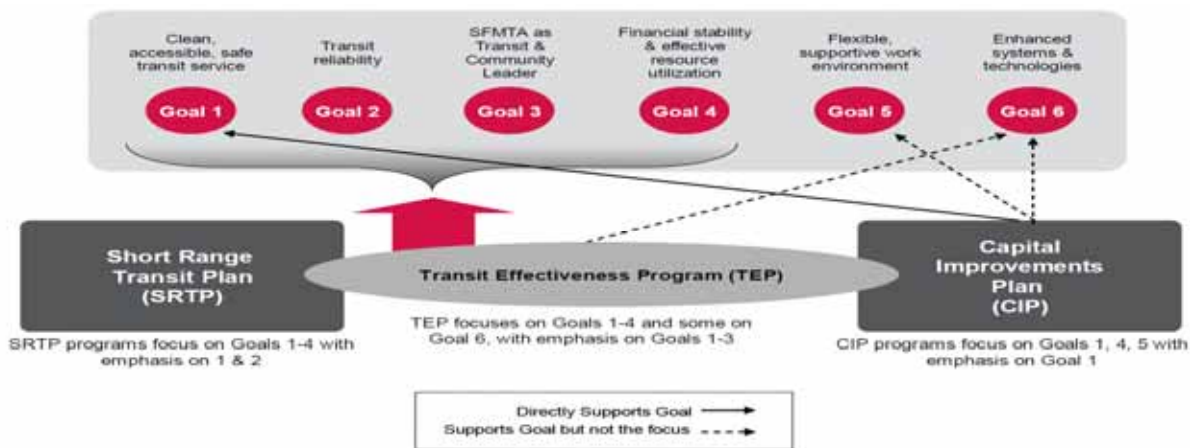 Clean,
accessible, safe
transit service
Transit
reliability
SFMTA as
Transit &
Community
Leader
Financial stability
& effective
resource
utilization
Flexible,
supportive work
environment
Enhanced
systems &
technologies
Goal 1
Goal 2
Goal 3
Goal 4
Goal 5
Goal 6
Short Range
Transit Plan
(SRTP)
Transit Effectiveness Program (TEP)
Capital
Improvements
Plan
(CIP)
SRTP programs focus on Goals 1-4 with
emphasis on 1 & 2
TEP focuses on Goals 1-4 and some on
Goal 6, with emphasis on Goals 1-3
CIP programs focus on Goals 1, 4, 5 with
emphasis on Goal 1
Directly Supports Goal
Supports Goal but not the focus